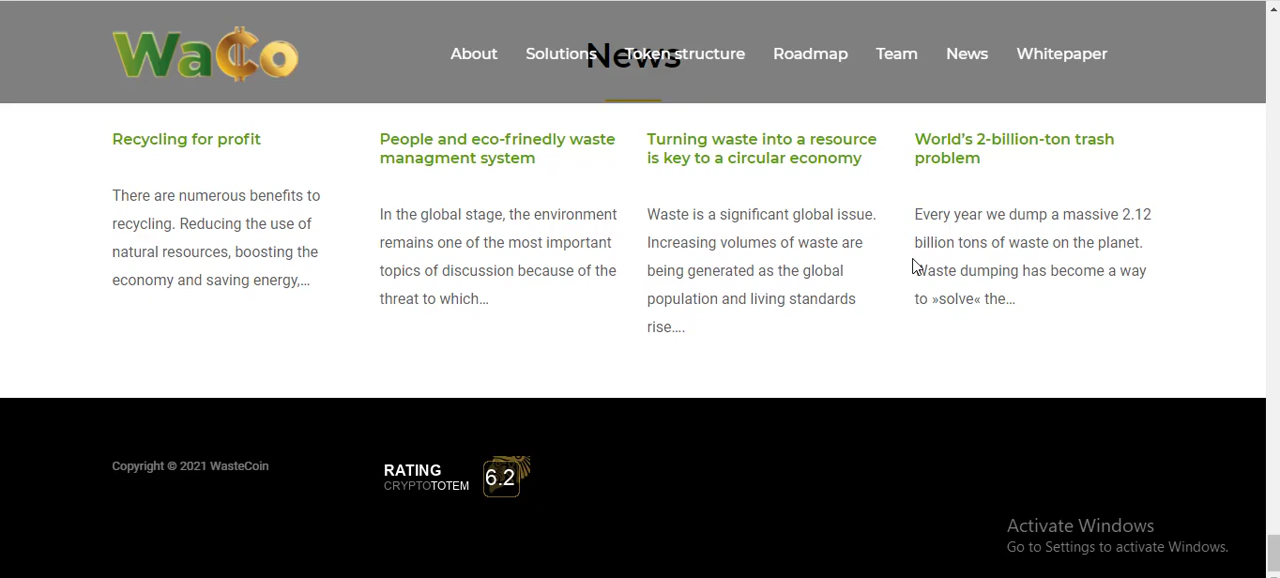 WaCo
About Solutions Token structure Roadmap Team News Whitepaper
News
Recycling for profit
There are numerous benefits to
recycling. Reducing the use of
natural resources, boosting the
economy and saving energy,...
People and eco-frinedly waste
managment system
In the global stage, the environment
remains one of the most important
topics of discussion because of the
threat to which...
Turning waste into a resource
is key to a circular economy
Waste is a significant global issue.
Increasing volumes of waste are
being generated as the global
population and living standards
rise....
World's 2-billion-ton trash
problem
Every year we dump a massive 2.12
billion tons of waste on the planet.
Waste dumping has become a way
to »solve« the...
Copyright © 2021 WasteCoin
RATING
CRYPTOTOTEM
6.2
Activate Windows
Go to Settings to activate Windows.